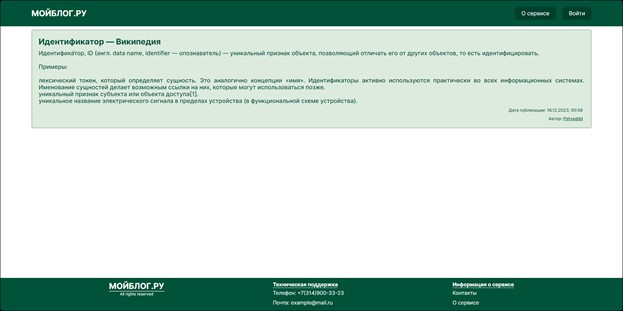 МОЙБЛОГ.РУ
О сервисе
Войти
Идентификатор — Википедия
Идентифика́тор, ID (англ. data name, identifier — опознаватель) — уникальный признак объекта, позволяющий отличать его от других объектов, то есть идентифицировать.
Примеры:
лексический токен, который определяет сущность. Это аналогично концепции «имя». Идентификаторы активно используются практически во всех информационных системах.
Именование сущностей делает возможным ссылки на них, которые могут использоваться позже.
уникальный признак субъекта или объекта доступа[1].
уникальное название электрического сигнала в пределах устройства (в функциональной схеме устройства).
Дата публикации: 19.12.2023, 00:58
Автор:
МОЙБЛОГ.РУ
All rights reserved
Техническая поддержка
Телефон: +7(314)900-33-23
Почта: example@mail.ru
Информация о сервисе
Контакты
О сервисе